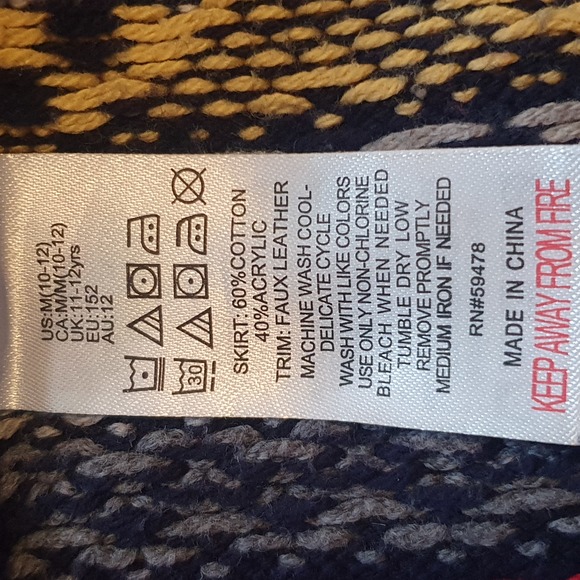 US:M(10-12)
CA:M/M(10-12)
UK:11-12yrs
EU:152
AU:12
30
SKIRT: 60%COTTON
40%ACRYLIC
TRIM: FAUX LEATHER
MACHINE WASH COOL-
DELICATE CYCLE
WASH WITH LIKE COLORS
USE ONLY NON-CHLORINE
BLEACH WHEN NEEDED
TUMBLE DRY LOW
REMOVE PROMPTLY
MEDIUM IRON IF NEEDED
RN#59478
MADE IN CHINA
KEEP AWAY FROM FIRE